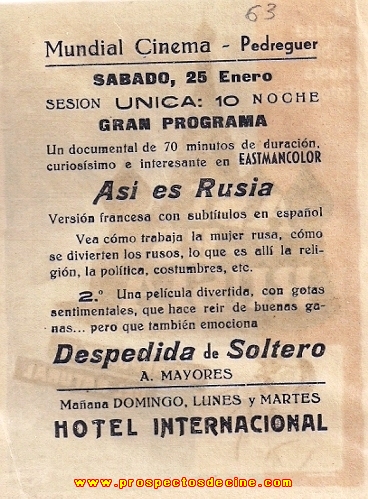 63
Mundial Cinema - Pedreguer
SABADO, 25 Enero
SESION UNICA: 10 NOCHE
GRAN PROGRAMA
Un documental de 70 minutos de duración,
curiosísimo e interesante en EASTMANCOLOR
Así es Rusia
Versión francesa con subtítulos en español
Vea cómo trabaja la mujer rusa, cómo
se divierten los rusos, lo que es allí la reli-
gión, la política, costumbres, etc.
2.º Una película divertida, con gotas
sentimentales, que hace reir de buenas ga-
nas... pero que también emociona
Despedida de Soltero
A. MAYORES
Mañana DOMINGO, LUNES y MARTES
HOTEL INTERNACIONAL
www.prospectosdecine.com